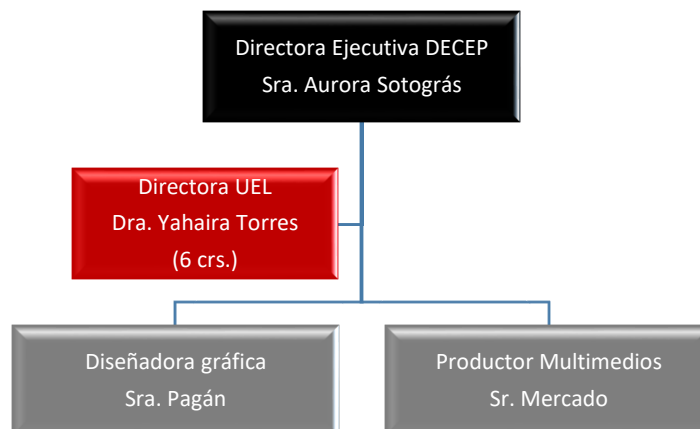 Directora Ejecutiva DECEP
Sra. Aurora Sotográs
Directora UEL
Dra. Yahaira Torres
(6 crs.)
Diseñadora gráfica
Sra. Pagán
Productor Multimedios
Sr. Mercado